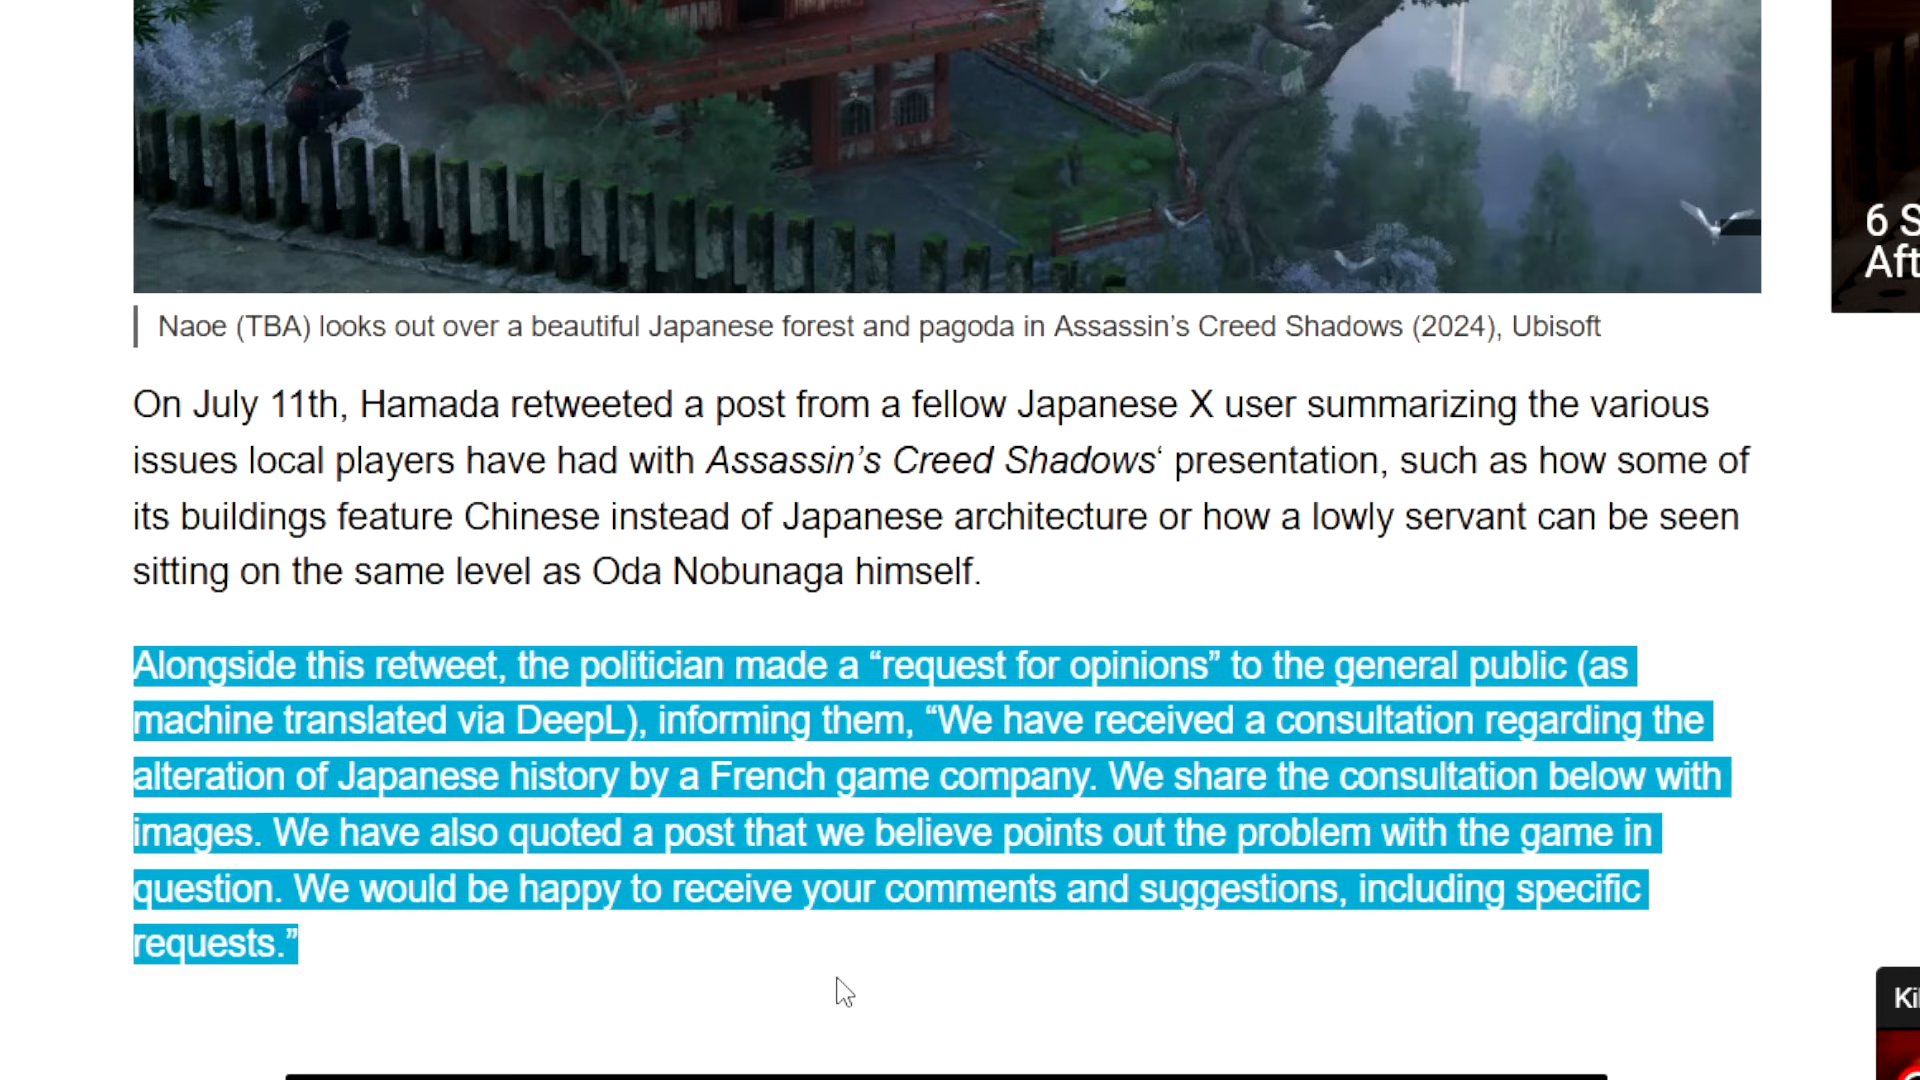 6 S
Aft
Naoe (TBA) looks out over a beautiful Japanese forest and pagoda in Assassin’s Creed Shadows (2024), Ubisoft
On July 11th, Hamada retweeted a post from a fellow Japanese X user summarizing the various
issues local players have had with Assassin’s Creed Shadows‘ presentation, such as how some of
its buildings feature Chinese instead of Japanese architecture or how a lowly servant can be seen
sitting on the same level as Oda Nobunaga himself.
Alongside this retweet, the politician made a “request for opinions” to the general public (as
machine translated via DeepL), informing them, “We have received a consultation regarding the
alteration of Japanese history by a French game company. We share the consultation below with
images. We have also quoted a post that we believe points out the problem with the game in
question. We would be happy to receive your comments and suggestions, including specific
requests.”
Kil